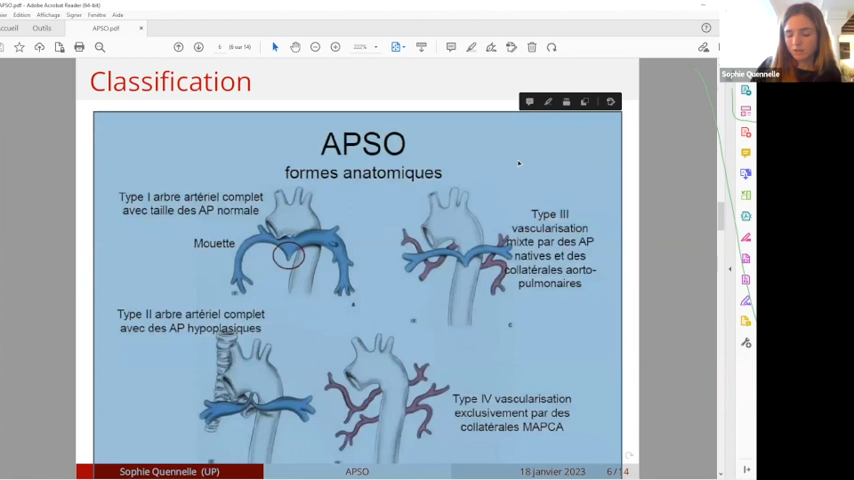 APSO.pdf - Adobe Acrobat Reader (64-bit)
Edition Affichage Signer Fenêtre Aide
Accueil Outils APSO.pdf ×
6 (6 sur 14) 222%
Sophie Quennelle
Classification
APSO
formes anatomiques
Type I arbre artériel complet
avec taille des AP normale
Mouette
Type III
vascularisation
mixte par des AP
natives et des
collatérales aorto-
pulmonaires
Type II arbre artériel complet
avec des AP hypoplasiques
A
C
Type IV vascularisation
exclusivement par des
collatérales MAPCA
Sophie Quennelle (UP) APSO 18 janvier 2023 6/14